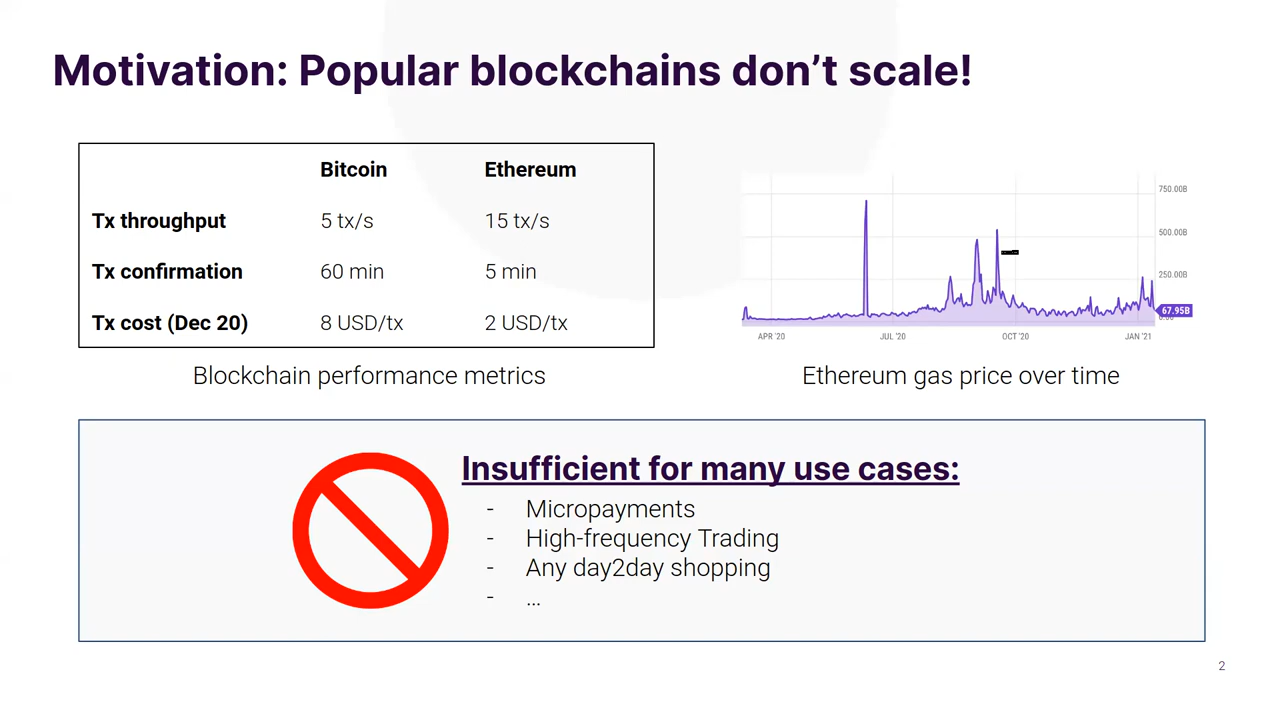 Motivation: Popular blockchains don’t scale!
Bitcoin Ethereum
Tx throughput 5 tx/s 15 tx/s
Tx confirmation 60 min 5 min
Tx cost (Dec 20) 8 USD/tx 2 USD/tx
Blockchain performance metrics
750.00B
500.00B
250.00B
67.95B
APR '20 JUL '20 OCT '20 JAN '21
Ethereum gas price over time
Insufficient for many use cases:
- Micropayments
- High-frequency Trading
- Any day2day shopping
- ...
2